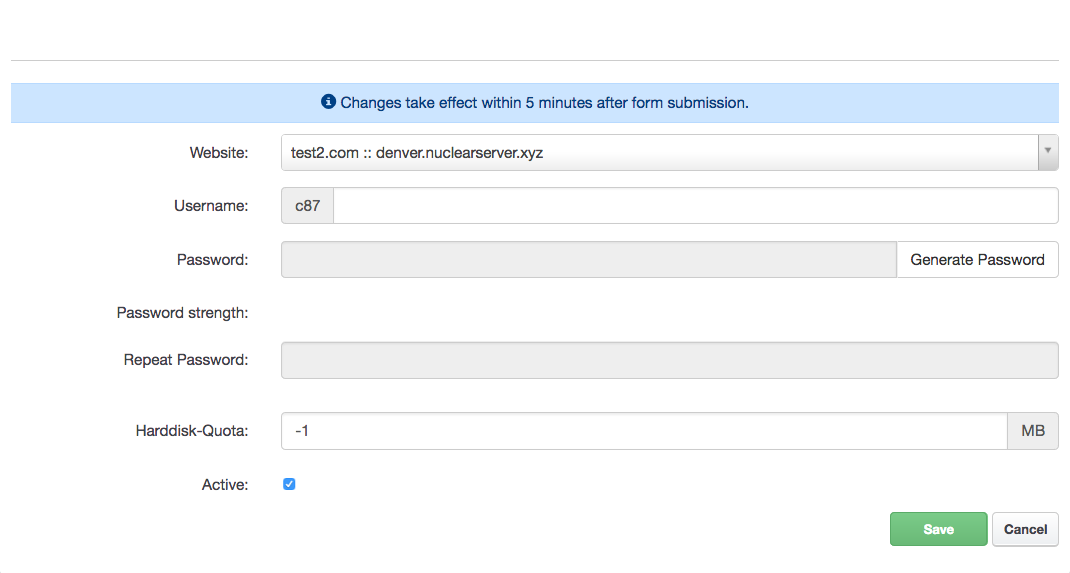 Changes take effect within 5 minutes after form submission.
Website: test2.com :: denver.nuclearserver.xyz
Username: c87
Password: Generate Password
Password strength:
Repeat Password:
Harddisk-Quota: -1 MB
Active:
Save Cancel